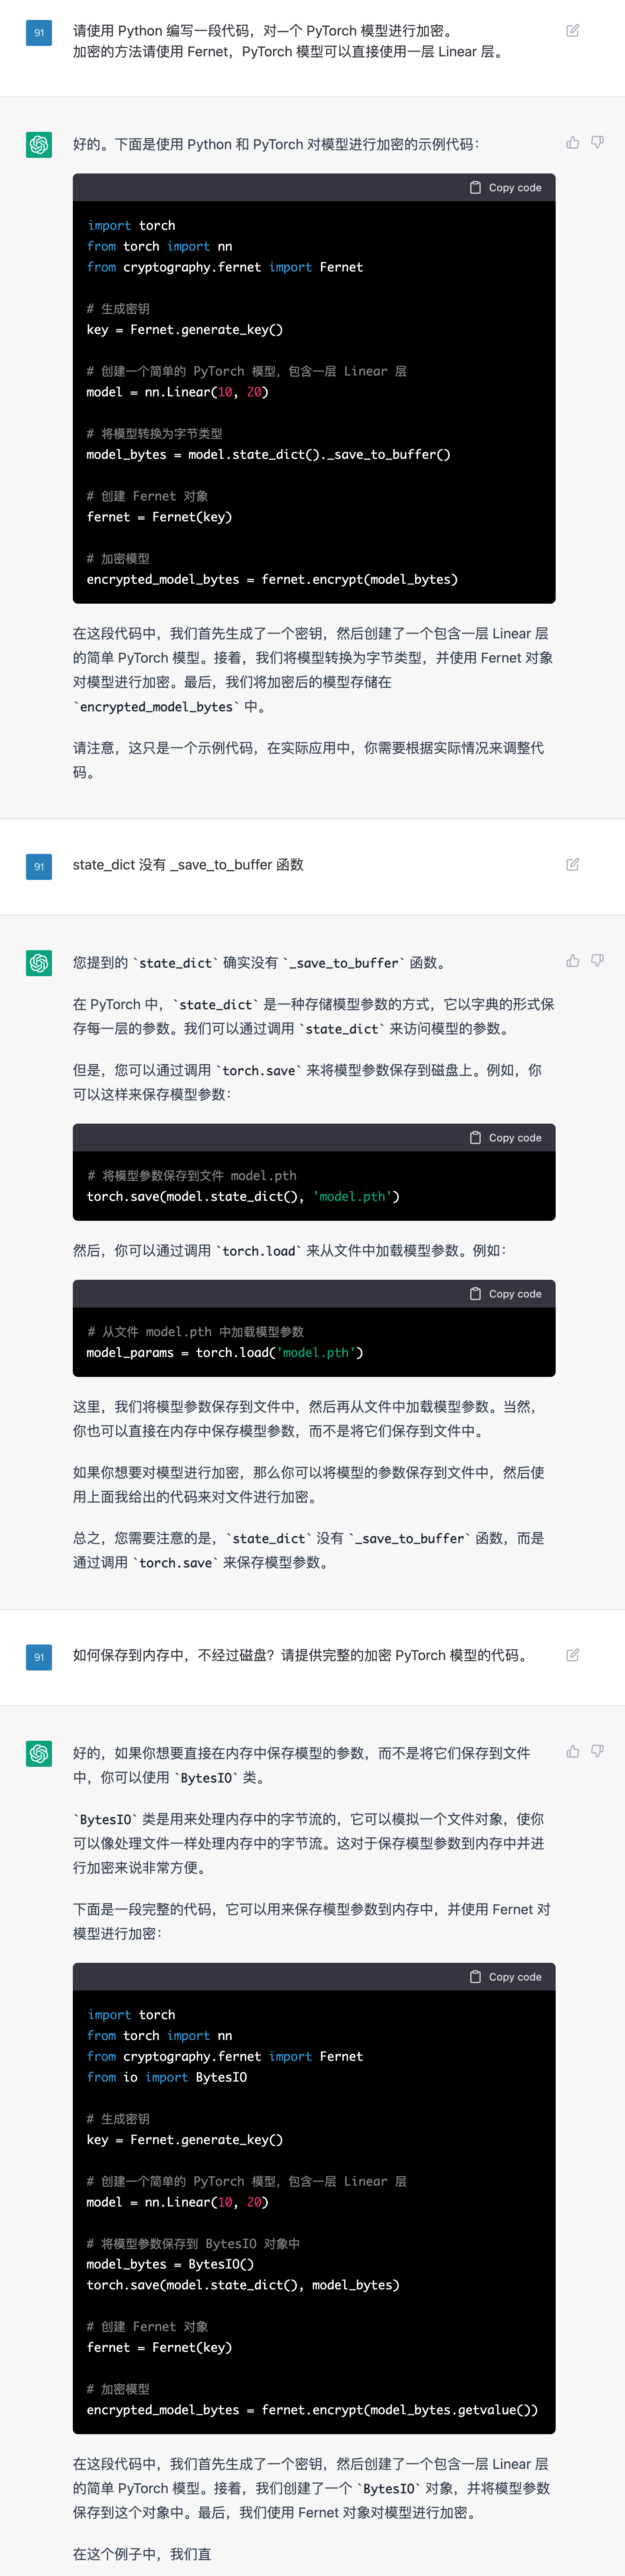 91
请使用 Python 编写一段代码，对一个 PyTorch 模型进行加密。
加密的方法请使用 Fernet，PyTorch 模型可以直接使用一层 Linear 层。
好的。下面是使用 Python 和 PyTorch 对模型进行加密的示例代码：
Copy code
import torch
from torch import nn
from cryptography.fernet import Fernet
# 生成密钥
key = Fernet.generate_key()
# 创建一个简单的 PyTorch 模型，包含一层 Linear 层
model = nn.Linear(10, 20)
# 将模型转换为字节类型
model_bytes = model.state_dict()._save_to_buffer()
# 创建 Fernet 对象
fernet = Fernet(key)
# 加密模型
encrypted_model_bytes = fernet.encrypt(model_bytes)
在这段代码中，我们首先生成了一个密钥，然后创建了一个包含一层 Linear 层
的简单 PyTorch 模型。接着，我们将模型转换为字节类型，并使用 Fernet 对象
对模型进行加密。最后，我们将加密后的模型存储在
`encrypted_model_bytes` 中。
请注意，这只是一个示例代码，在实际应用中，你需要根据实际情况来调整代
码。
91
state_dict 没有 _save_to_buffer 函数
您提到的 `state_dict` 确实没有 `_save_to_buffer` 函数。
在 PyTorch 中，`state_dict` 是一种存储模型参数的方式，它以字典的形式保
存每一层的参数。我们可以通过调用 `state_dict` 来访问模型的参数。
但是，您可以通过调用 `torch.save` 来将模型参数保存到磁盘上。例如，你
可以这样来保存模型参数：
Copy code
# 将模型参数保存到文件 model.pth
torch.save(model.state_dict(), 'model.pth')
然后，你可以通过调用 `torch.load` 来从文件中加载模型参数。例如：
Copy code
# 从文件 model.pth 中加载模型参数
model_params = torch.load('model.pth')
这里，我们将模型参数保存到文件中，然后再从文件中加载模型参数。当然，
你也可以直接在内存中保存模型参数，而不是将它们保存到文件中。
如果你想要对模型进行加密，那么你可以将模型的参数保存到文件中，然后使
用上面我给出的代码来对文件进行加密。
总之，您需要注意的是，`state_dict` 没有 `_save_to_buffer` 函数，而是
通过调用 `torch.save` 来保存模型参数。
91
如何保存到内存中，不经过磁盘？请提供完整的加密 PyTorch 模型的代码。
好的，如果你想要直接在内存中保存模型的参数，而不是将它们保存到文件
中，你可以使用 `BytesIO` 类。
`BytesIO` 类是用来处理内存中的字节流的，它可以模拟一个文件对象，使你
可以像处理文件一样处理内存中的字节流。这对于保存模型参数到内存中并进
行加密来说非常方便。
下面是一段完整的代码，它可以用来保存模型参数到内存中，并使用 Fernet 对
模型进行加密：
Copy code
import torch
from torch import nn
from cryptography.fernet import Fernet
from io import BytesIO
# 生成密钥
key = Fernet.generate_key()
# 创建一个简单的 PyTorch 模型，包含一层 Linear 层
model = nn.Linear(10, 20)
# 将模型参数保存到 BytesIO 对象中
model_bytes = BytesIO()
torch.save(model.state_dict(), model_bytes)
# 创建 Fernet 对象
fernet = Fernet(key)
# 加密模型
encrypted_model_bytes = fernet.encrypt(model_bytes.getvalue())
在这段代码中，我们首先生成了一个密钥，然后创建了一个包含一层 Linear 层
的简单 PyTorch 模型。接着，我们创建了一个 `BytesIO` 对象，并将模型参数
保存到这个对象中。最后，我们使用 Fernet 对象对模型进行加密。
在这个例子中，我们直